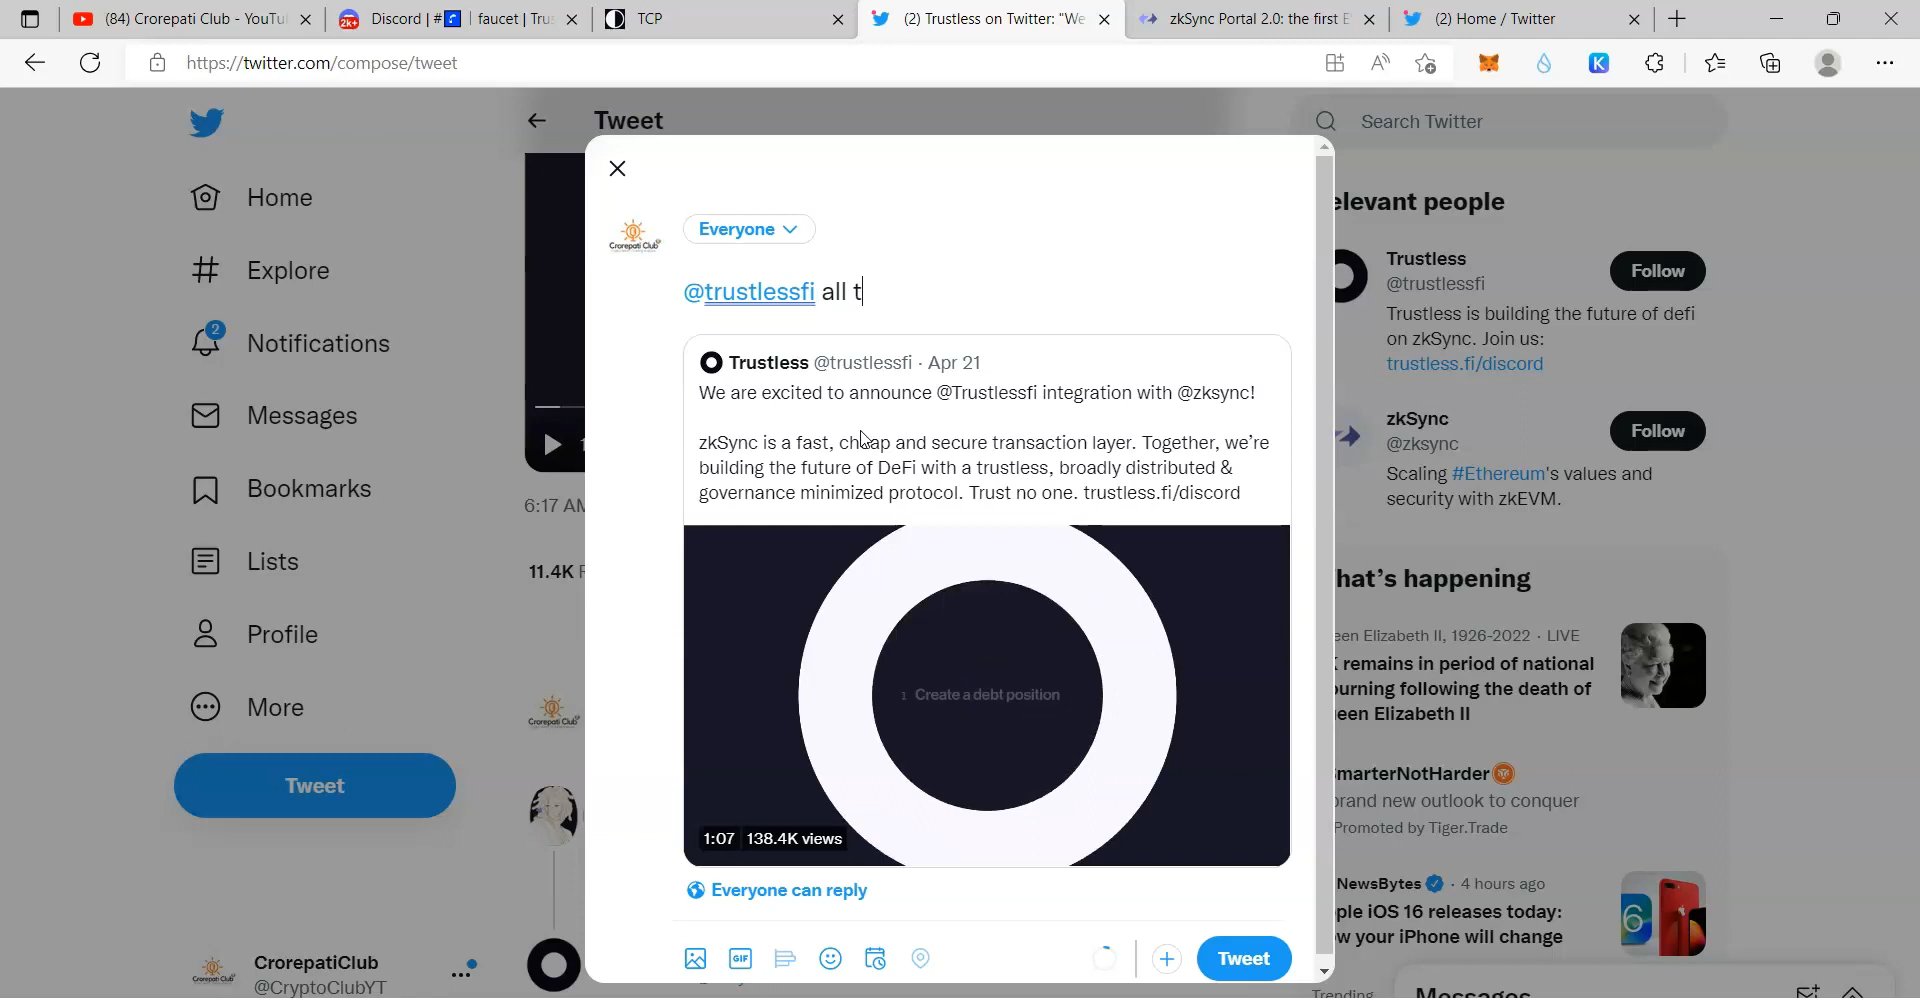 (84) Crorepati Club - YouTu
2K+
Discord | #
| faucet | Trus
TCP
(2) Trustless on Twitter: "We
zkSync Portal 2.0: the first E
(2) Home / Twitter
https://twitter.com/compose/tweet
K
Tweet
Search Twitter
Home
Explore
2
Notifications
Messages
Bookmarks
Lists
Profile
More
Tweet
CrorepatiClub
@CryptoClubYT
6:17 AM
11.4K
Crorepati Club
Crorepati Club
Everyone
@trustlessfi all t
Trustless @trustlessfi · Apr 21
We are excited to announce @Trustlessfi integration with @zksync!
zkSync is a fast, cheap and secure transaction layer. Together, we're
building the future of DeFi with a trustless, broadly distributed &
governance minimized protocol. Trust no one. trustless.fi/discord
1 Create a debt position
1:07 138.4K views
Everyone can reply
GIF
Tweet
elevant people
Trustless
@trustlessfi
Follow
Trustless is building the future of defi
on zkSync. Join us:
trustless.fi/discord
zkSync
@zksync
Follow
Scaling #Ethereum's values and
security with zkEVM.
hat's happening
een Elizabeth II, 1926-2022 · LIVE
remains in period of national
ourning following the death of
een Elizabeth II
marterNotHarder
brand new outlook to conquer
Promoted by Tiger.Trade
NewsBytes · 4 hours ago
ple iOS 16 releases today:
w your iPhone will change
Trending
Messages